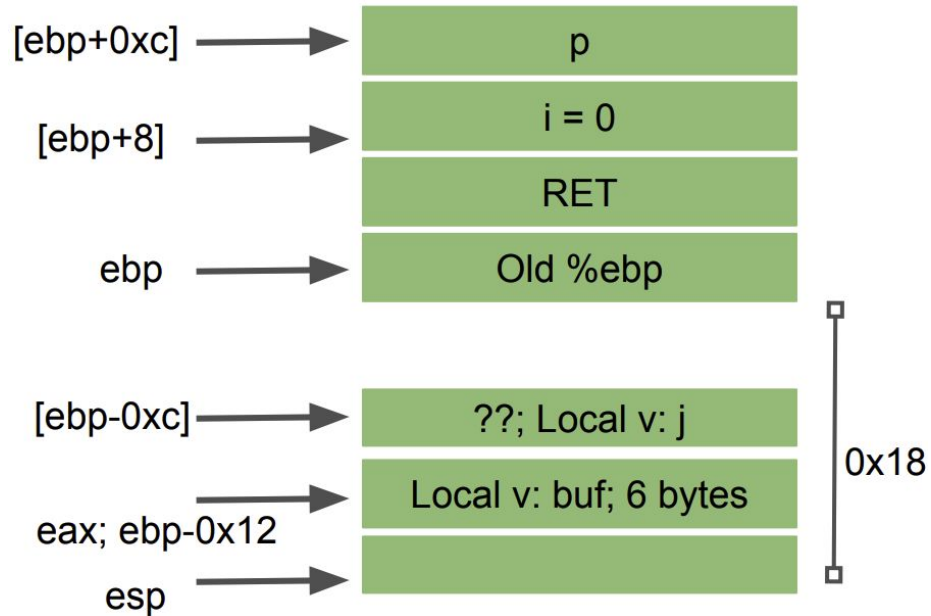 [ebp+0xc]
p
[ebp+8]
i = 0
RET
ebp
Old %ebp
[ebp-0xc]
??; Local v: j
0x18
Local v: buf; 6 bytes
eax; ebp-0x12
esp